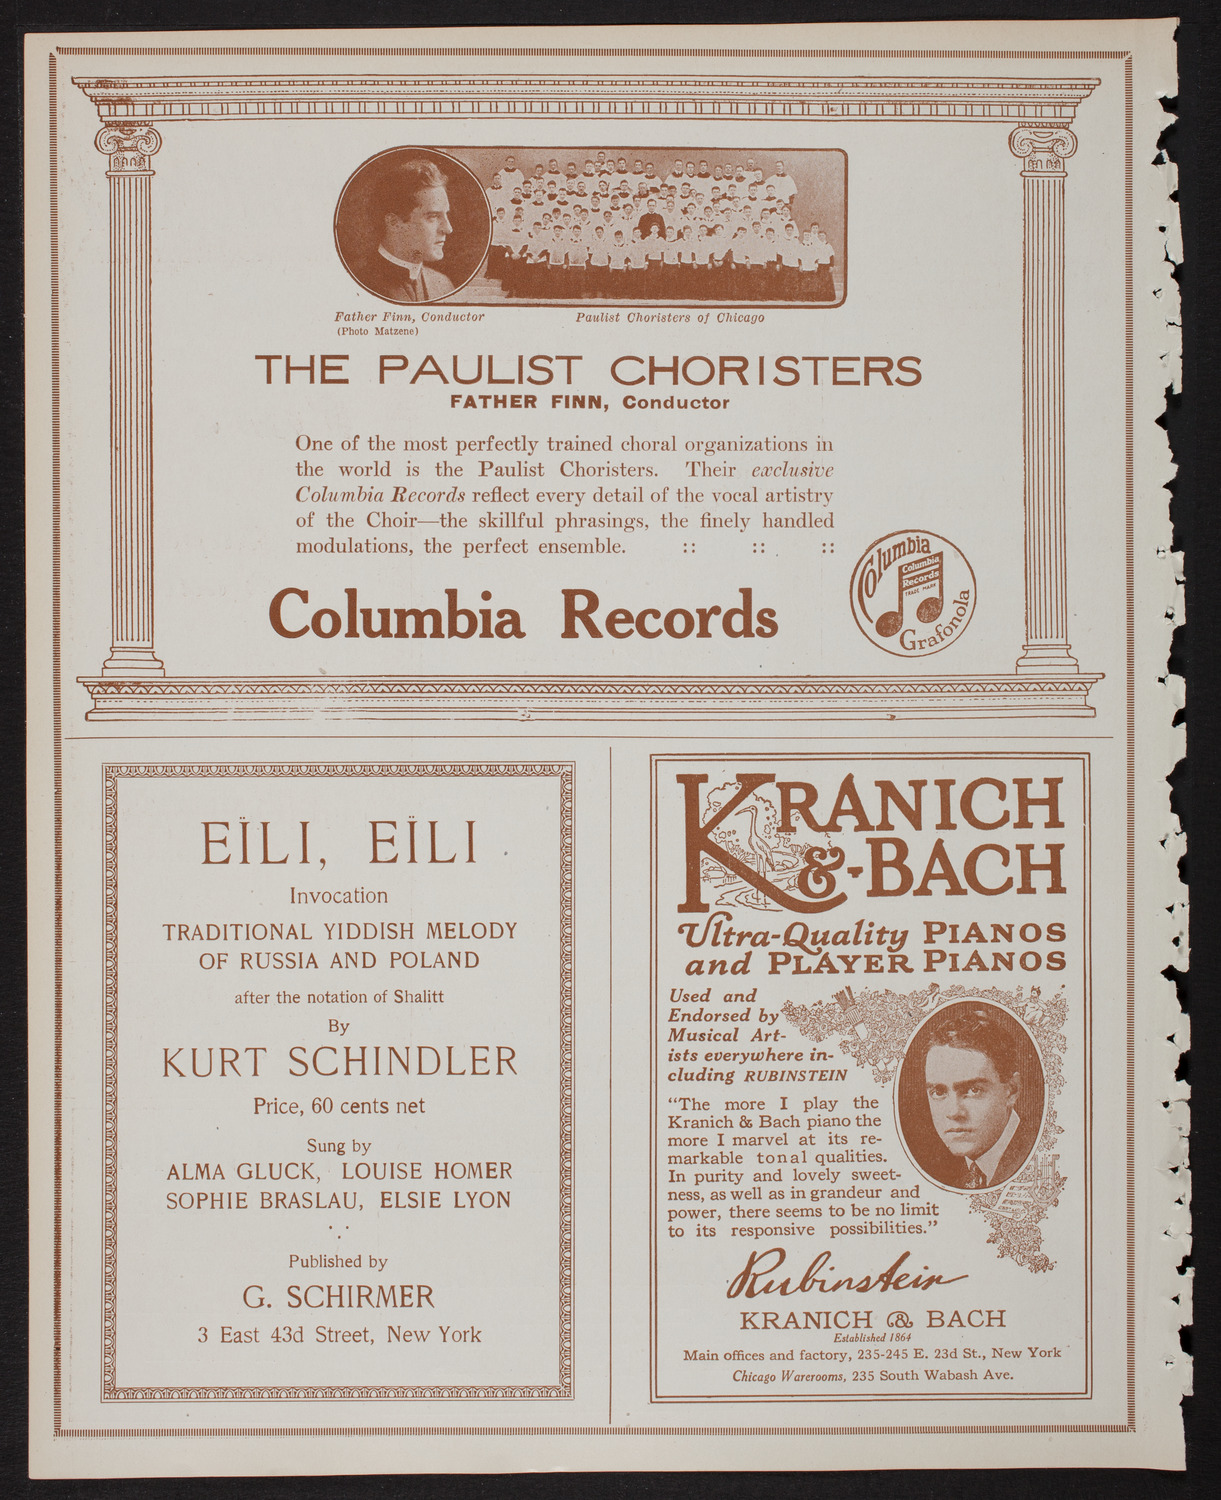 Father Finn, Conductor
(Photo Matzene)
Paulist Choristers of Chicago
THE PAULIST CHORISTERS
FATHER FINN, Conductor
One of the most perfectly trained choral organizations in
the world is the Paulist Choristers. Their exclusive
Columbia Records reflect every detail of the vocal artistry
of the Choir—the skillful phrasings, the finely handled
modulations, the perfect ensemble. :: :: ::
Columbia Records
Columbia
Columbia
Records
TRADE MARK
Grafonola
EÏLI, EÏLI
Invocation
TRADITIONAL YIDDISH MELODY
OF RUSSIA AND POLAND
after the notation of Shalitt
By
KURT SCHINDLER
Price, 60 cents net
Sung by
ALMA GLUCK, LOUISE HOMER
SOPHIE BRASLAU, ELSIE LYON
Published by
G. SCHIRMER
3 East 43d Street, New York
KRANICH
&-BACH
Ultra-Quality PIANOS
and PLAYER PIANOS
Used and
Endorsed by
Musical Art-
ists everywhere in-
cluding RUBINSTEIN
“The more I play the
Kranich & Bach piano the
more I marvel at its re-
markable tonal qualities.
In purity and lovely sweet-
ness, as well as in grandeur and
power, there seems to be no limit
to its responsive possibilities.”
Rubinstein
KRANICH & BACH
Established 1864
Main offices and factory, 235-245 E. 23d St., New York
Chicago Warerooms, 235 South Wabash Ave.